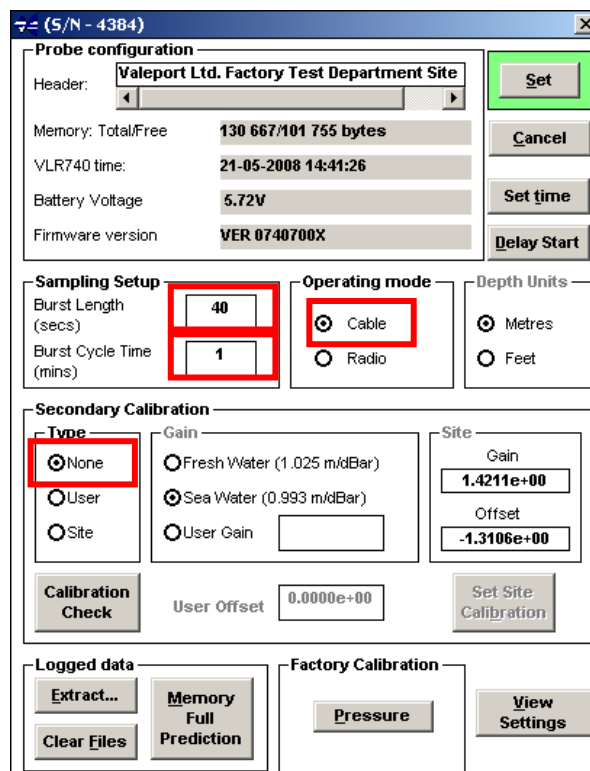 (S/N - 4384)
Probe configuration
Header: Valeport Ltd. Factory Test Department Site
Set
Memory: Total/Free 130 667/101 755 bytes
Cancel
VLR740 time: 21-05-2008 14:41:26
Battery Voltage 5.72V
Set time
Firmware version VER 0740700X
Delay Start
Sampling Setup
Burst Length
(secs)
40
Burst Cycle Time
(mins)
1
Operating mode
Cable
Radio
Depth Units
Metres
Feet
Secondary Calibration
Type
None
User
Site
Gain
Fresh Water (1.025 m/dBar)
Sea Water (0.993 m/dBar)
User Gain
Site
Gain
1.4211e+00
Offset
-1.3106e+00
Calibration
Check
User Offset 0.0000e+00
Set Site
Calibration
Logged data
Extract...
Clear Files
Memory
Full
Prediction
Factory Calibration
Pressure
View
Settings